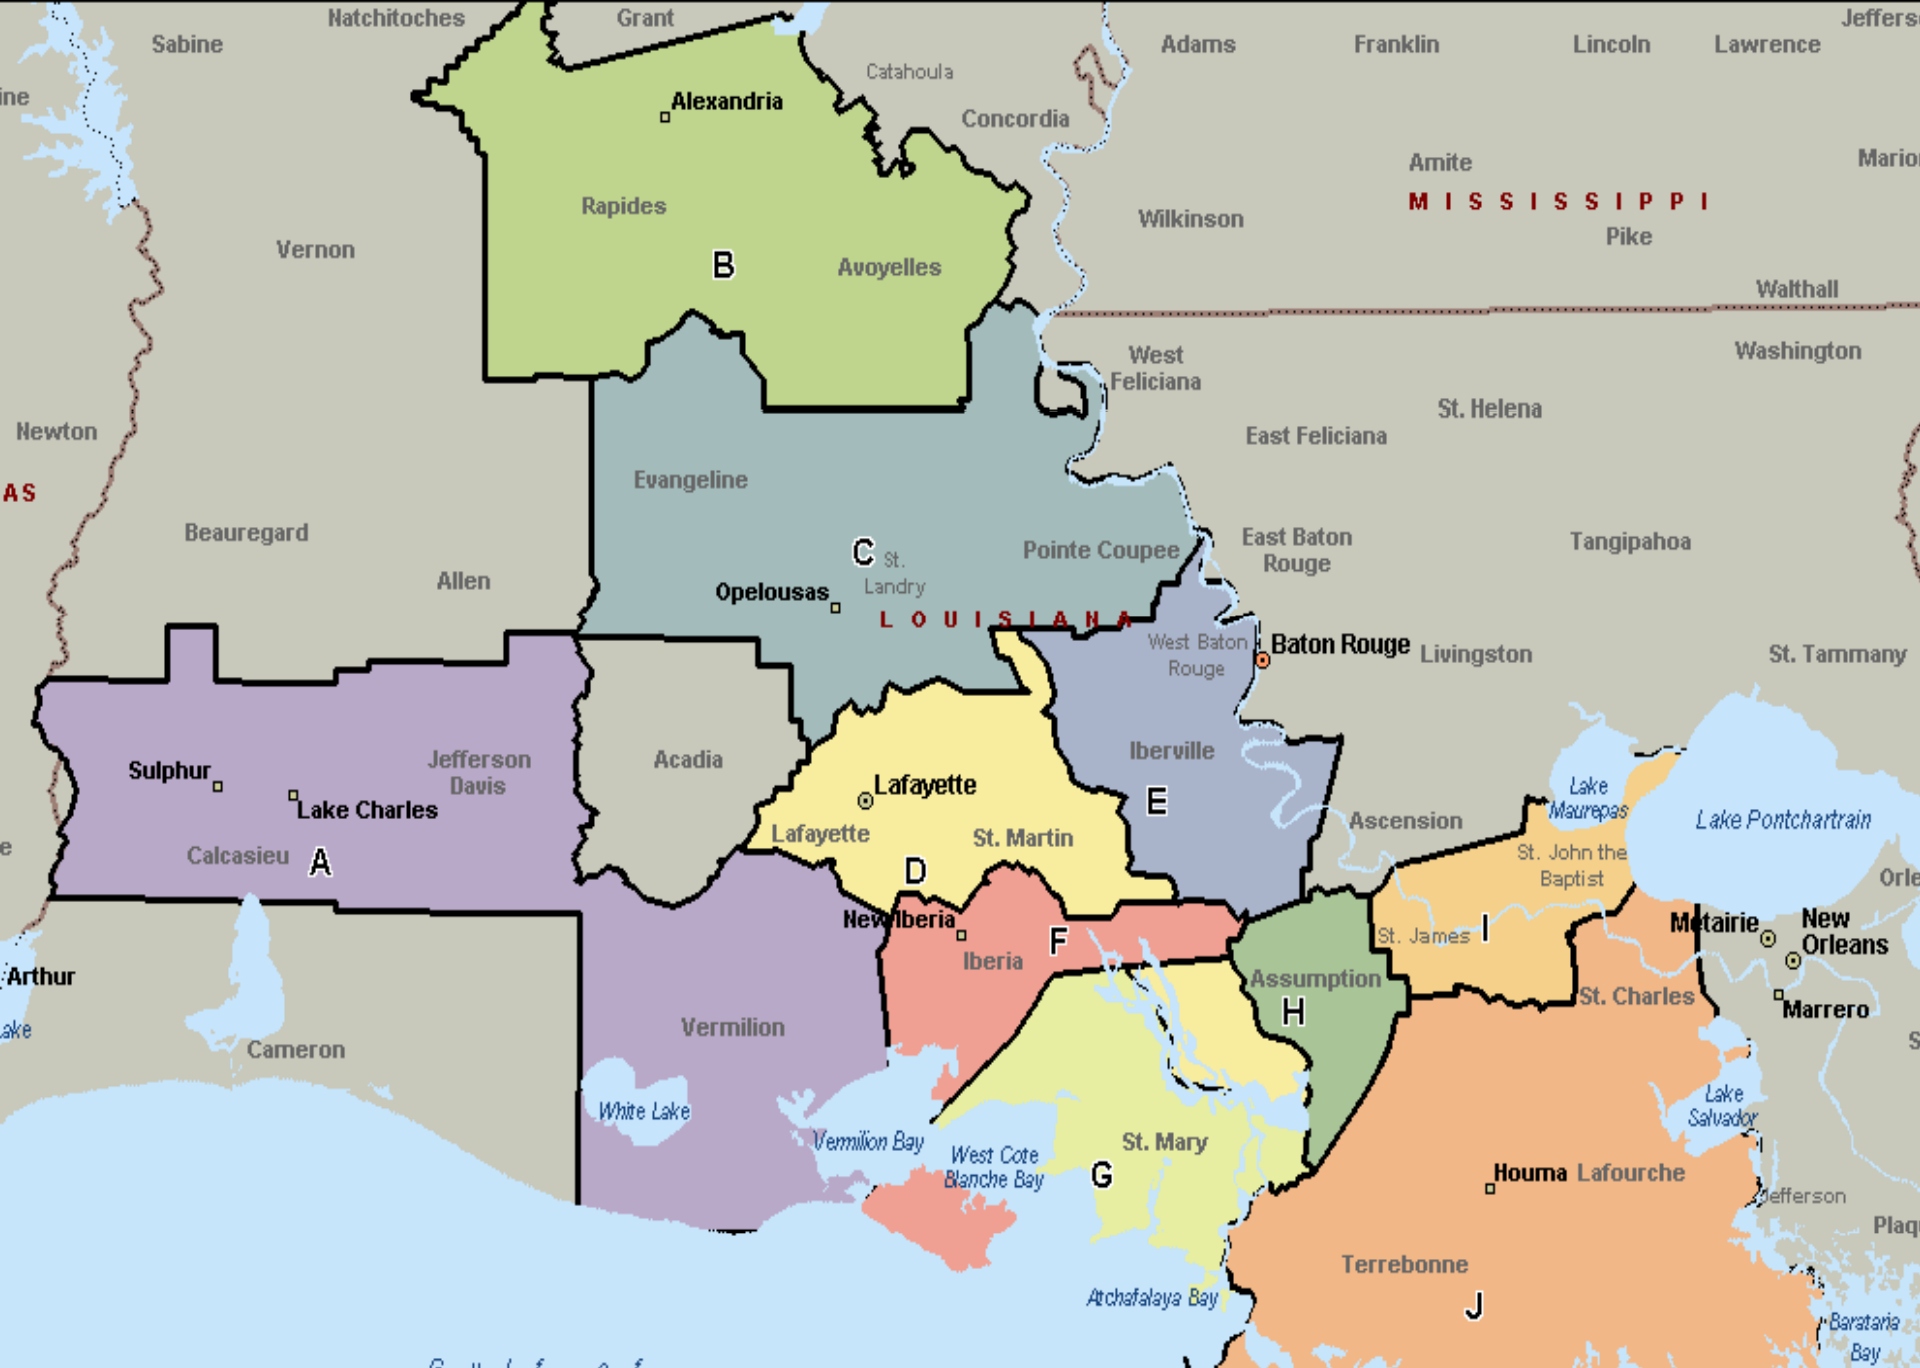 Natchitoches
Grant
Jeffers
Sabine
Adams
Franklin
Lincoln
Lawrence
Catahoula
ine
Alexandria
Concordia
Amite
Mario
MISSISSIPPI
Rapides
Wilkinson
Pike
Vernon
B
Avoyelles
Walthall
West
Feliciana
Washington
St. Helena
Newton
East Feliciana
Evangeline
AS
Beauregard
Pointe Coupee
East Baton
Rouge
Tangipahoa
C
St.
Landry
Allen
Opelousas
LOUISIANA
West Baton
Rouge
Baton Rouge
Livingston
St. Tammany
Jefferson
Davis
Acadia
Iberville
Sulphur
Lake Charles
Lafayette
Lake
Maurepas
E
Lake Pontchartrain
Ascension
Lafayette
St. Martin
e
Calcasieu
A
D
St. John the
Baptist
Orle
New Iberia
F
Iberia
St. James
I
Metairie
New
Orleans
Arthur
Assumption
H
St. Charles
Marrero
ake
Vermilion
Cameron
S
White Lake
Lake
Salvador
Vermilion Bay
West Cote
Blanche Bay
St. Mary
G
Houma
Lafourche
Jefferson
Plaq
Terrebonne
Atchafalaya Bay
J
Barataria
Bay